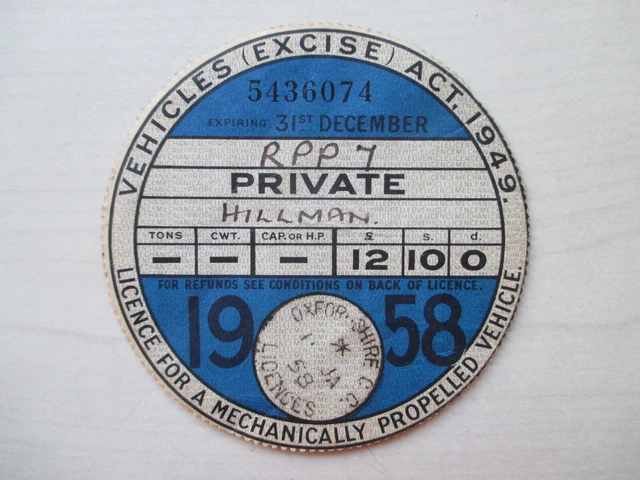 VEHICLES (EXCISE) ACT, 1949.
5436074
EXPIRING 31ST DECEMBER
RPP 7
PRIVATE
HILLMAN.
TONS CWT. CAP. OR H.P. £ s. d.
— — — 12 10 0
FOR REFUNDS SEE CONDITIONS ON BACK OF LICENCE.
19 58
OXFORDSHIRE C.C.
1 JA
58
LICENCES
LICENCE FOR A MECHANICALLY PROPELLED VEHICLE.